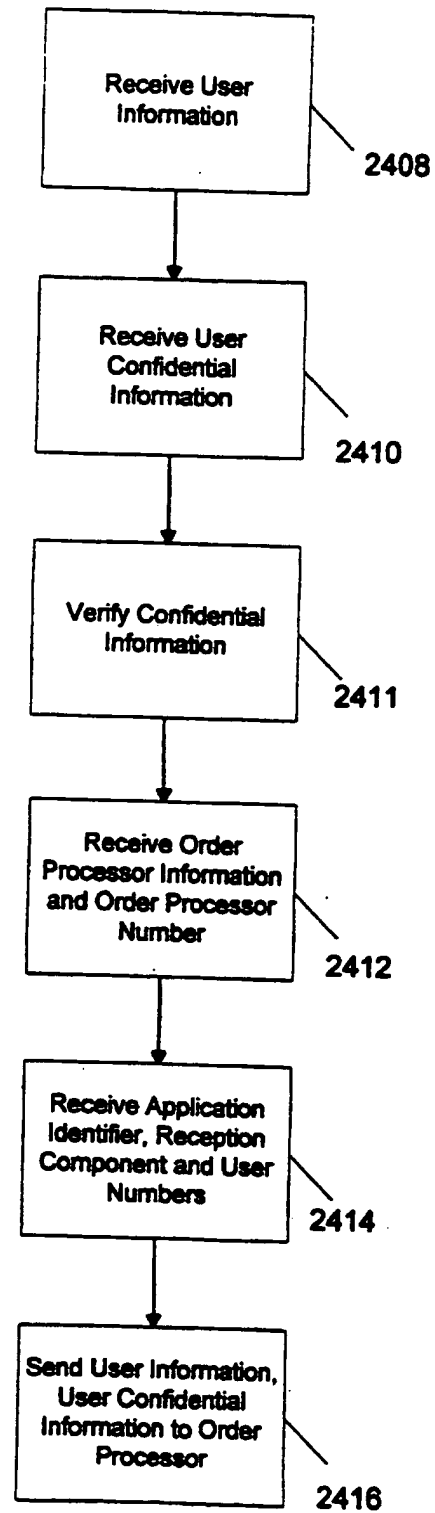 Receive User
Information
2408
Receive User
Confidential
Information
2410
Verify Confidential
Information
2411
Receive Order
Processor Information
and Order Processor
Number
2412
Receive Application
Identifier, Reception
Component and User
Numbers
2414
Send User Information,
User Confidential
Information to Order
Processor
2416